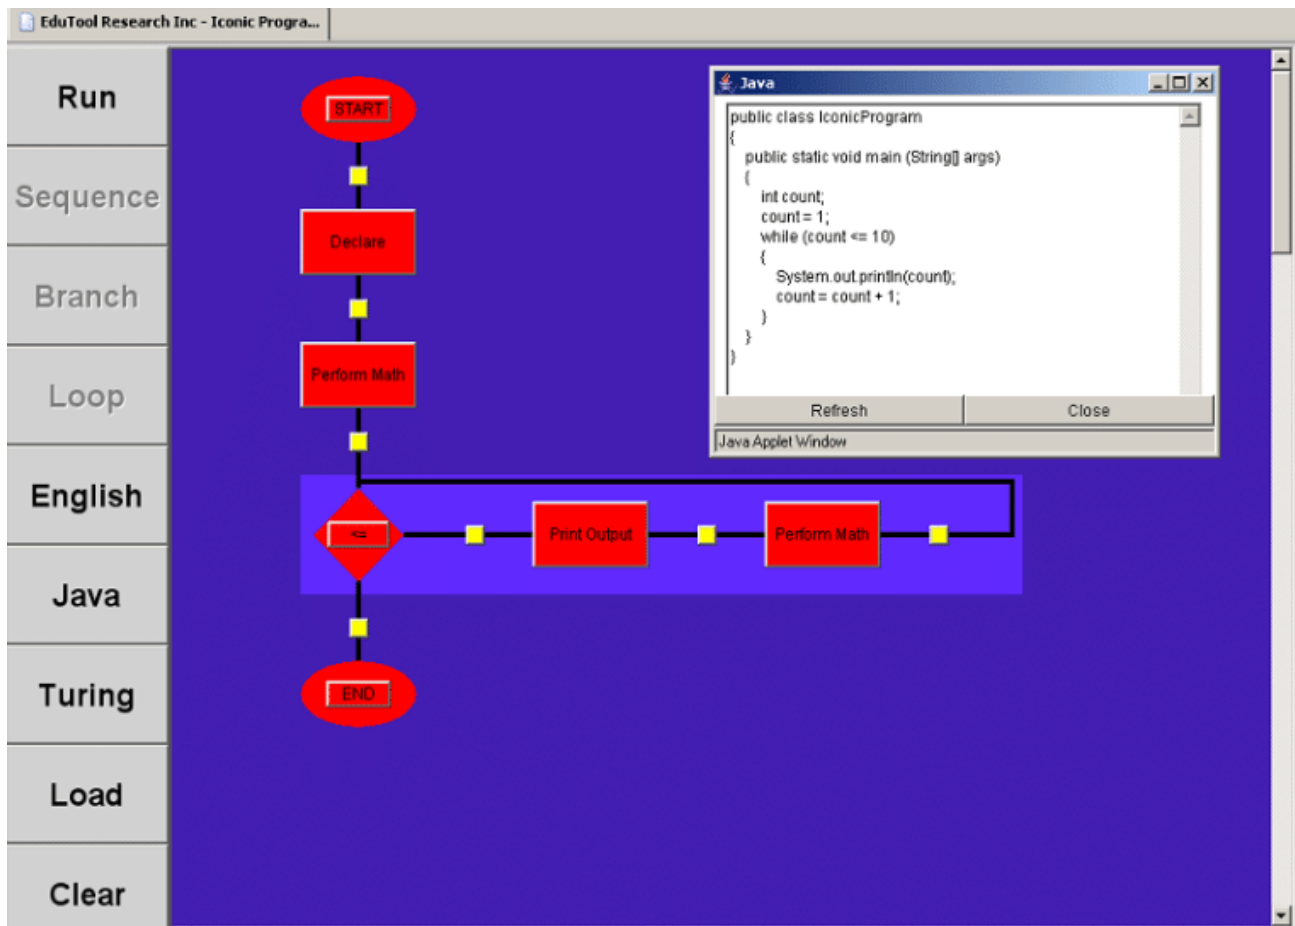 EduTool Research Inc - Iconic Progra...
Run
Sequence
Branch
Loop
English
Java
Turing
Load
Clear
START
Declare
Perform Math
<=
Print Output
Perform Math
END
Java
public class IconicProgram
{
public static void main (String[] args)
{
int count;
count = 1;
while (count <= 10)
{
System.out.println(count);
count = count + 1;
}
}
}
Refresh
Close
Java Applet Window